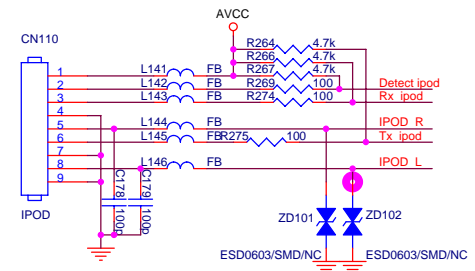 AVCC
CN110
R264 4.7k
R266 4.7k
L141 FB R267 4.7k
1
L142 FB R269 100 Detect ipod
2
L143 FB R274 100 Rx ipod
3
4
L144 FB IPOD R
5
L145 FB R275 100 Tx ipod
6
7
L146 FB IPOD L
8
9
C178 100p
C179 100p
IPOD
ZD101
ZD102
ESD0603/SMD/NC
ESD0603/SMD/NC